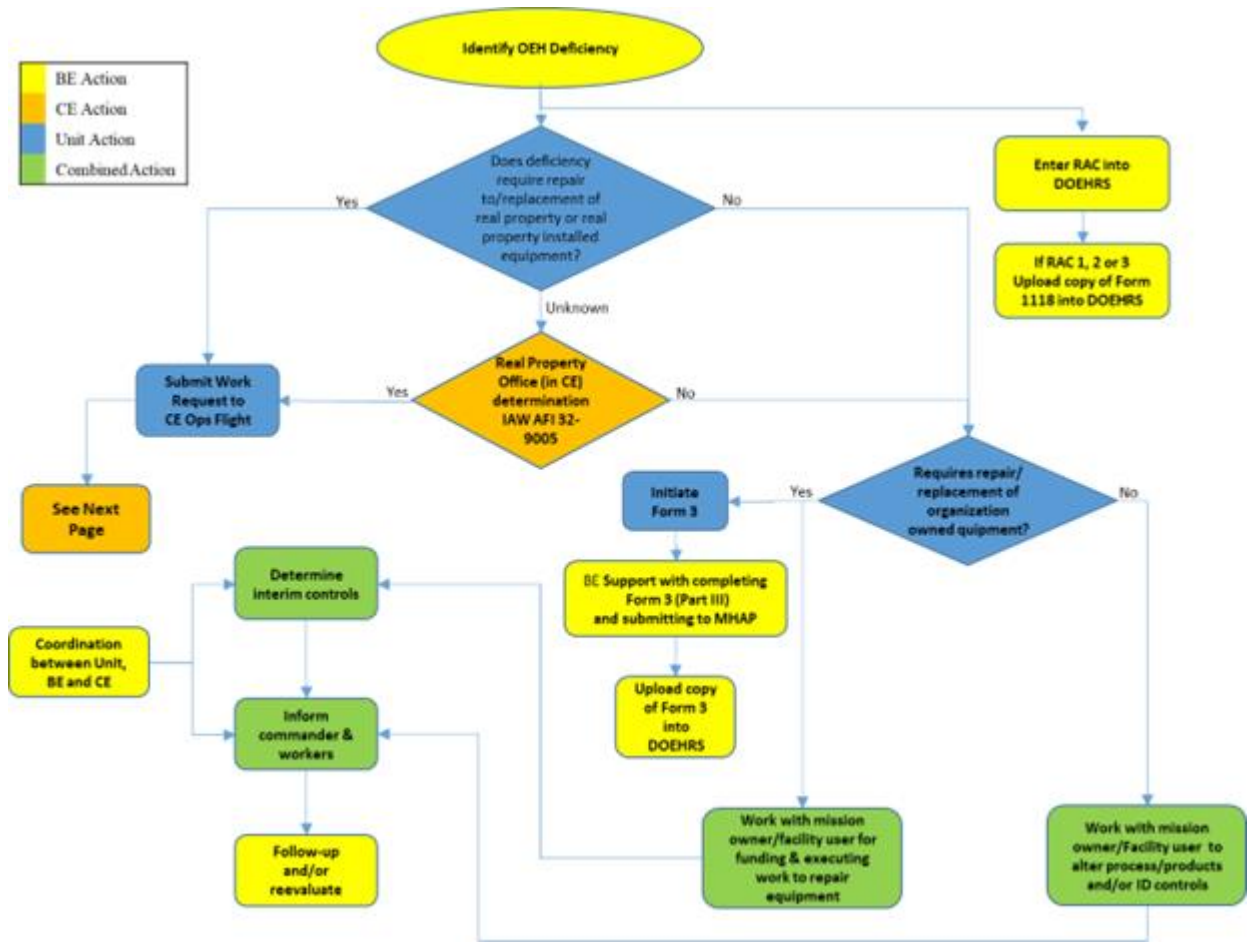 Identify OEH Deficiency
BE Action
CE Action
Unit Action
Combined Action
Does deficiency
require repair
to/replacement of
real property or real
property installed
equipment?
Yes
No
Unknown
Enter RAC into
DOEHRS
If RAC 1, 2 or 3
Upload copy of Form
1118 into DOEHRS
Submit Work
Request to
CE Ops Flight
Yes
Real Property
Office (in CE)
determination
IAW AFI 32-
9005
No
See Next
Page
Initiate
Form 3
Yes
Requires repair/
replacement of
organization
owned quipment?
No
Determine
interim controls
BE Support with completing
Form 3 (Part III)
and submitting to MHAP
Coordination
between Unit,
BE and CE
Upload copy
of Form 3
into
DOEHRS
Inform
commander &
workers
Follow-up
and/or
reevaluate
Work with mission
owner/facility user for
funding & executing
work to repair
equipment
Work with mission
owner/Facility user to
alter process/products
and/or ID controls